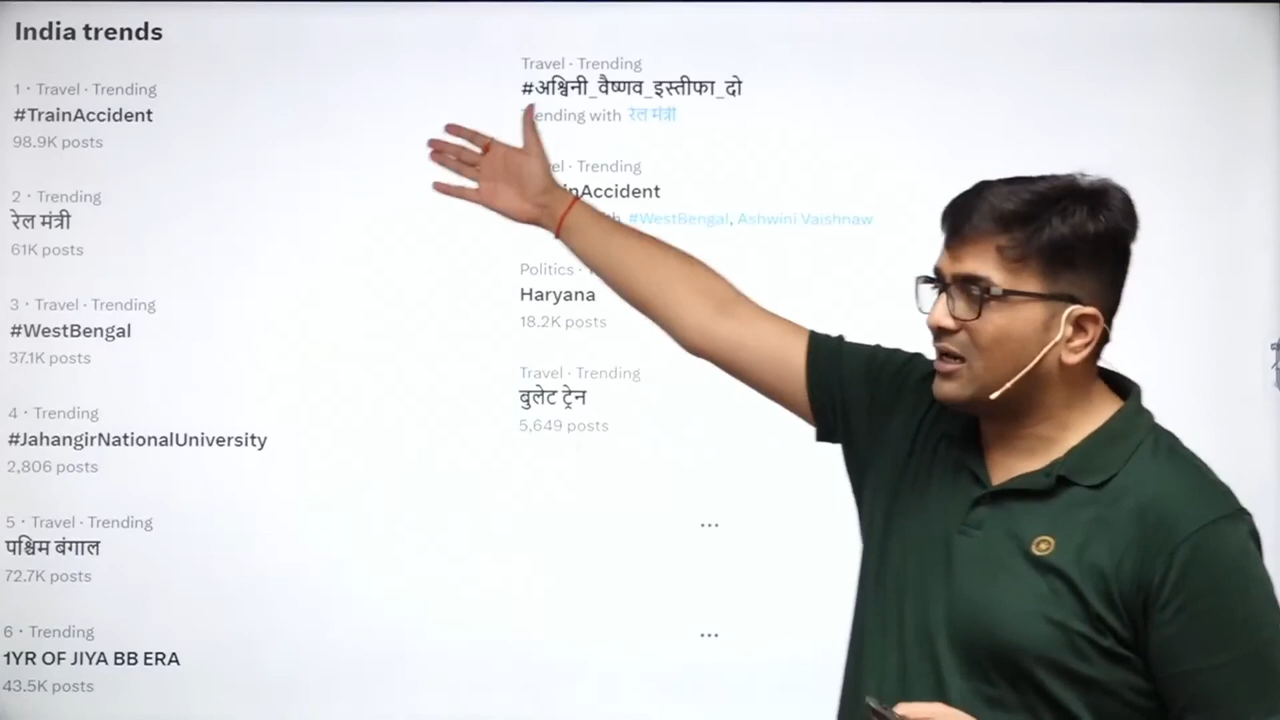 India trends
1 · Travel · Trending
#TrainAccident
98.9K posts
2 · Trending
रेल मंत्री
61K posts
3 · Travel · Trending
#WestBengal
37.1K posts
4 · Trending
#JahangirNationalUniversity
2,806 posts
5 · Travel · Trending
पश्चिम बंगाल
72.7K posts
6 · Trending
1YR OF JIYA BB ERA
43.5K posts
Travel · Trending
#अश्विनी_वैष्णव_इस्तीफा_दो
with रेल मंत्री
Trending
#WestBengal, Ashwini Vaishnaw
Politics ·
Haryana
18.2K posts
Travel · Trending
बुलेट ट्रेन
5,649 posts